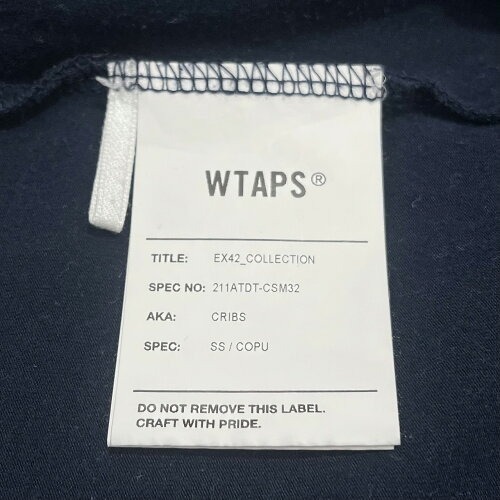 WTAPS®
TITLE: EX42_COLLECTION
SPEC NO: 211ATDT-CSM32
AKA: CRIBS
SPEC: SS / COPU
DO NOT REMOVE THIS LABEL.
CRAFT WITH PRIDE.